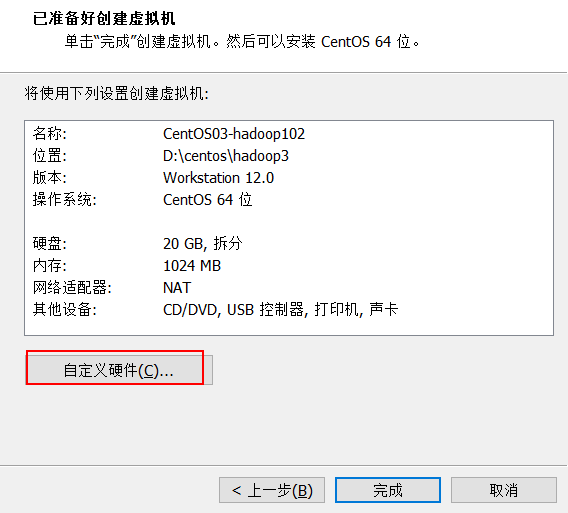 已准备好创建虚拟机
单击“完成”创建虚拟机。然后可以安装 CentOS 64 位。
将使用下列设置创建虚拟机:
名称: CentOS03-hadoop102
位置: D:\centos\hadoop3
版本: Workstation 12.0
操作系统: CentOS 64 位
硬盘: 20 GB, 拆分
内存: 1024 MB
网络适配器: NAT
其他设备: CD/DVD, USB 控制器, 打印机, 声卡
自定义硬件(C)...
< 上一步(B) 完成 取消